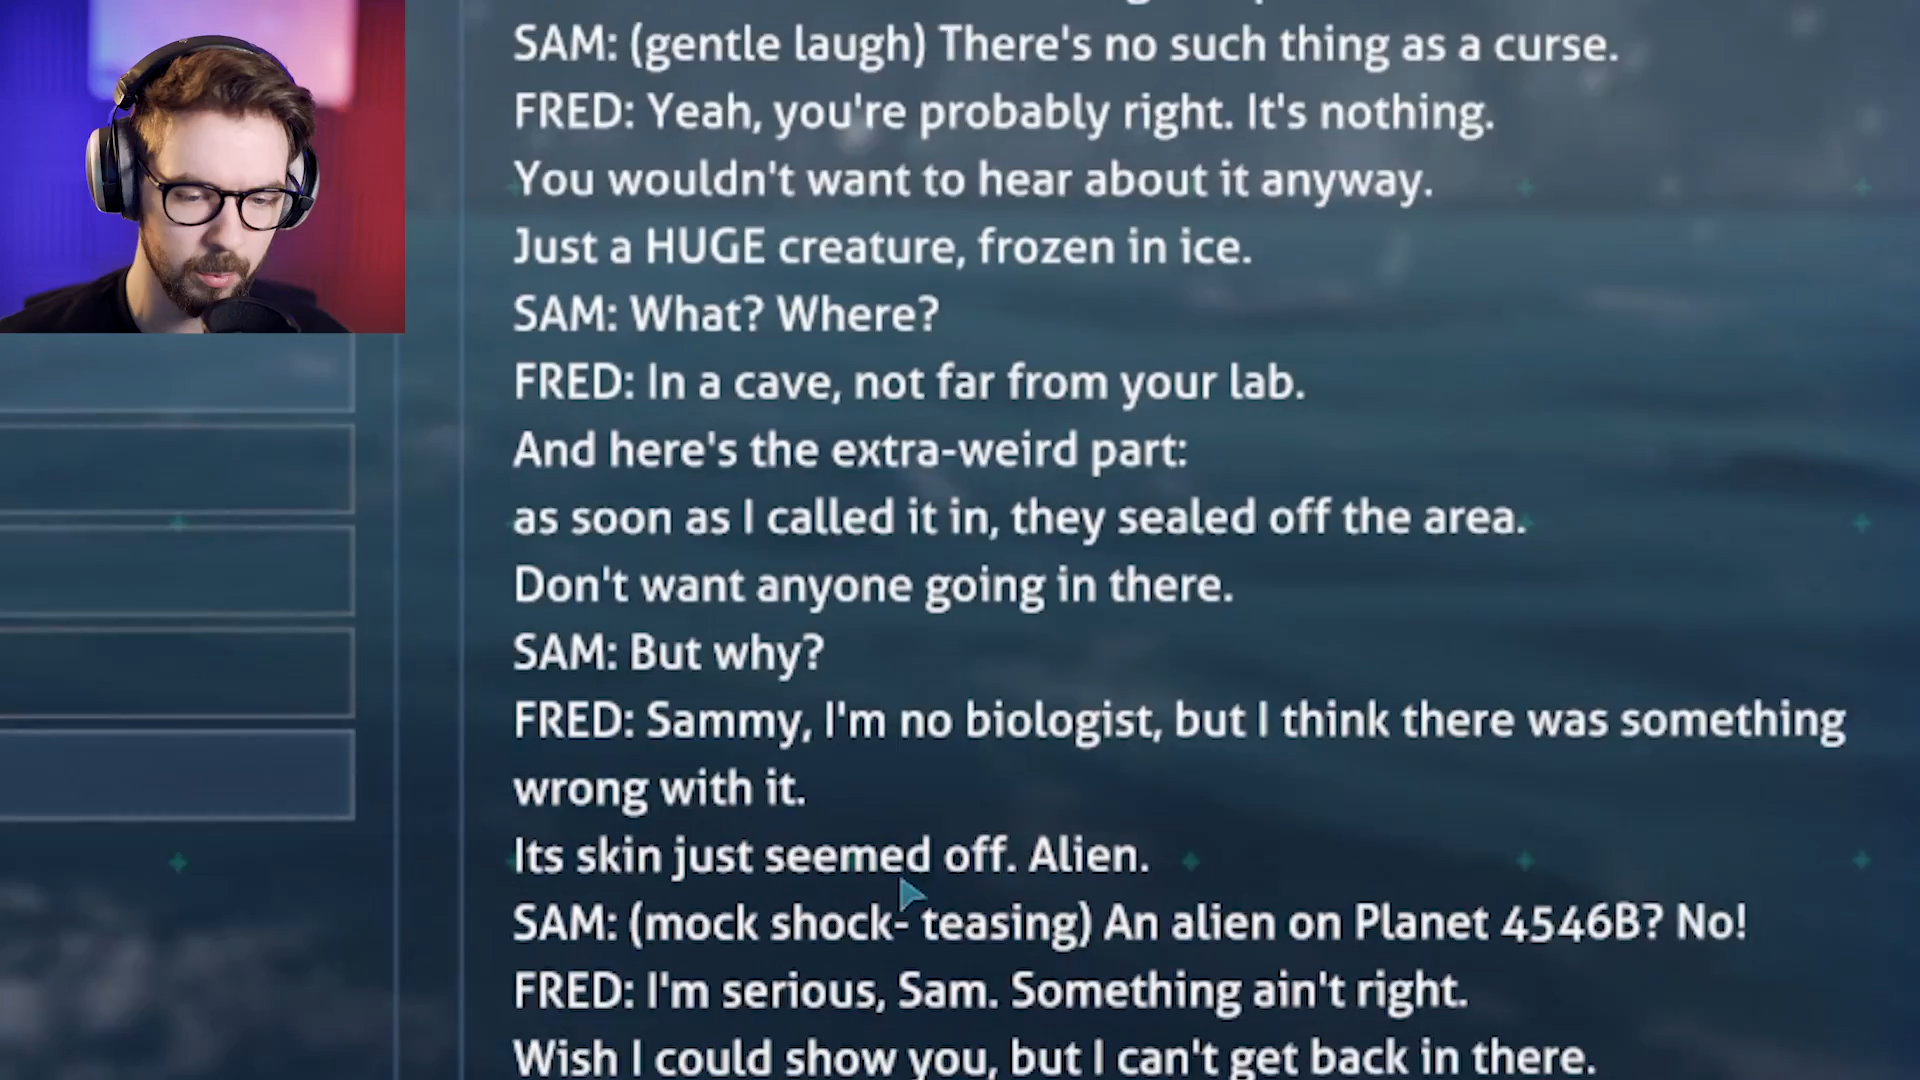 SAM: (gentle laugh) There's no such thing as a curse.
FRED: Yeah, you're probably right. It's nothing.
You wouldn't want to hear about it anyway.
Just a HUGE creature, frozen in ice.
SAM: What? Where?
FRED: In a cave, not far from your lab.
And here's the extra-weird part:
as soon as I called it in, they sealed off the area.
Don't want anyone going in there.
SAM: But why?
FRED: Sammy, I'm no biologist, but I think there was something
wrong with it.
Its skin just seemed off. Alien.
SAM: (mock shock- teasing) An alien on Planet 4546B? No!
FRED: I'm serious, Sam. Something ain't right.
Wish I could show you, but I can't get back in there.